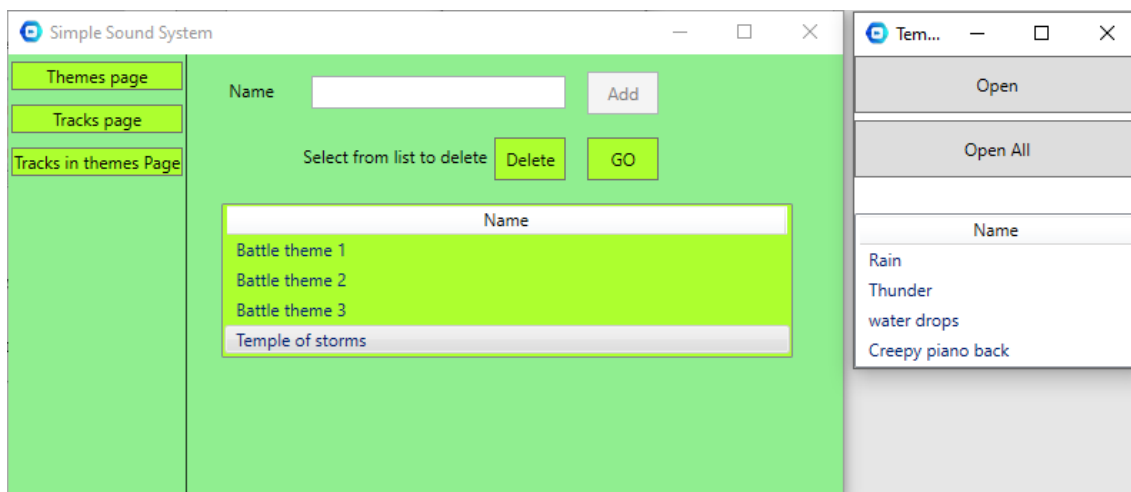 Simple Sound System
Themes page
Tracks page
Tracks in themes Page
Name
Add
Select from list to delete
Delete
GO
Name
Battle theme 1
Battle theme 2
Battle theme 3
Temple of storms
Tem...
Open
Open All
Name
Rain
Thunder
water drops
Creepy piano back